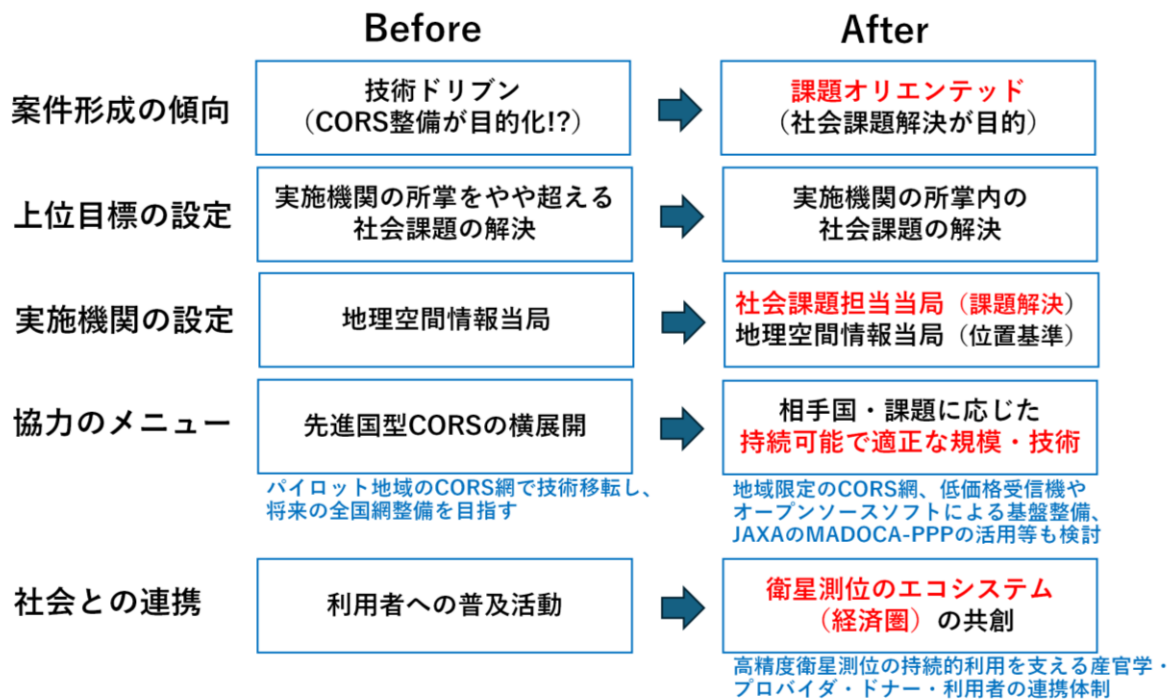 Before
After
案件形成の傾向
技術ドリブン
（CORS整備が目的化!?）
課題オリエンテッド
（社会課題解決が目的）
上位目標の設定
実施機関の所掌をやや超える
社会課題の解決
実施機関の所掌内の
社会課題の解決
実施機関の設定
地理空間情報当局
社会課題担当当局（課題解決）
地理空間情報当局（位置基準）
協力のメニュー
先進国型CORSの横展開
相手国・課題に応じた
持続可能で適正な規模・技術
パイロット地域のCORS網で技術移転し、
将来の全国網整備を目指す
地域限定のCORS網、低価格受信機や
オープンソースソフトによる基盤整備、
JAXAのMADOCA-PPPの活用等も検討
社会との連携
利用者への普及活動
衛星測位のエコシステム
（経済圏）の共創
高精度衛星測位の持続的利用を支える産官学・
プロバイダ・ドナー・利用者の連携体制